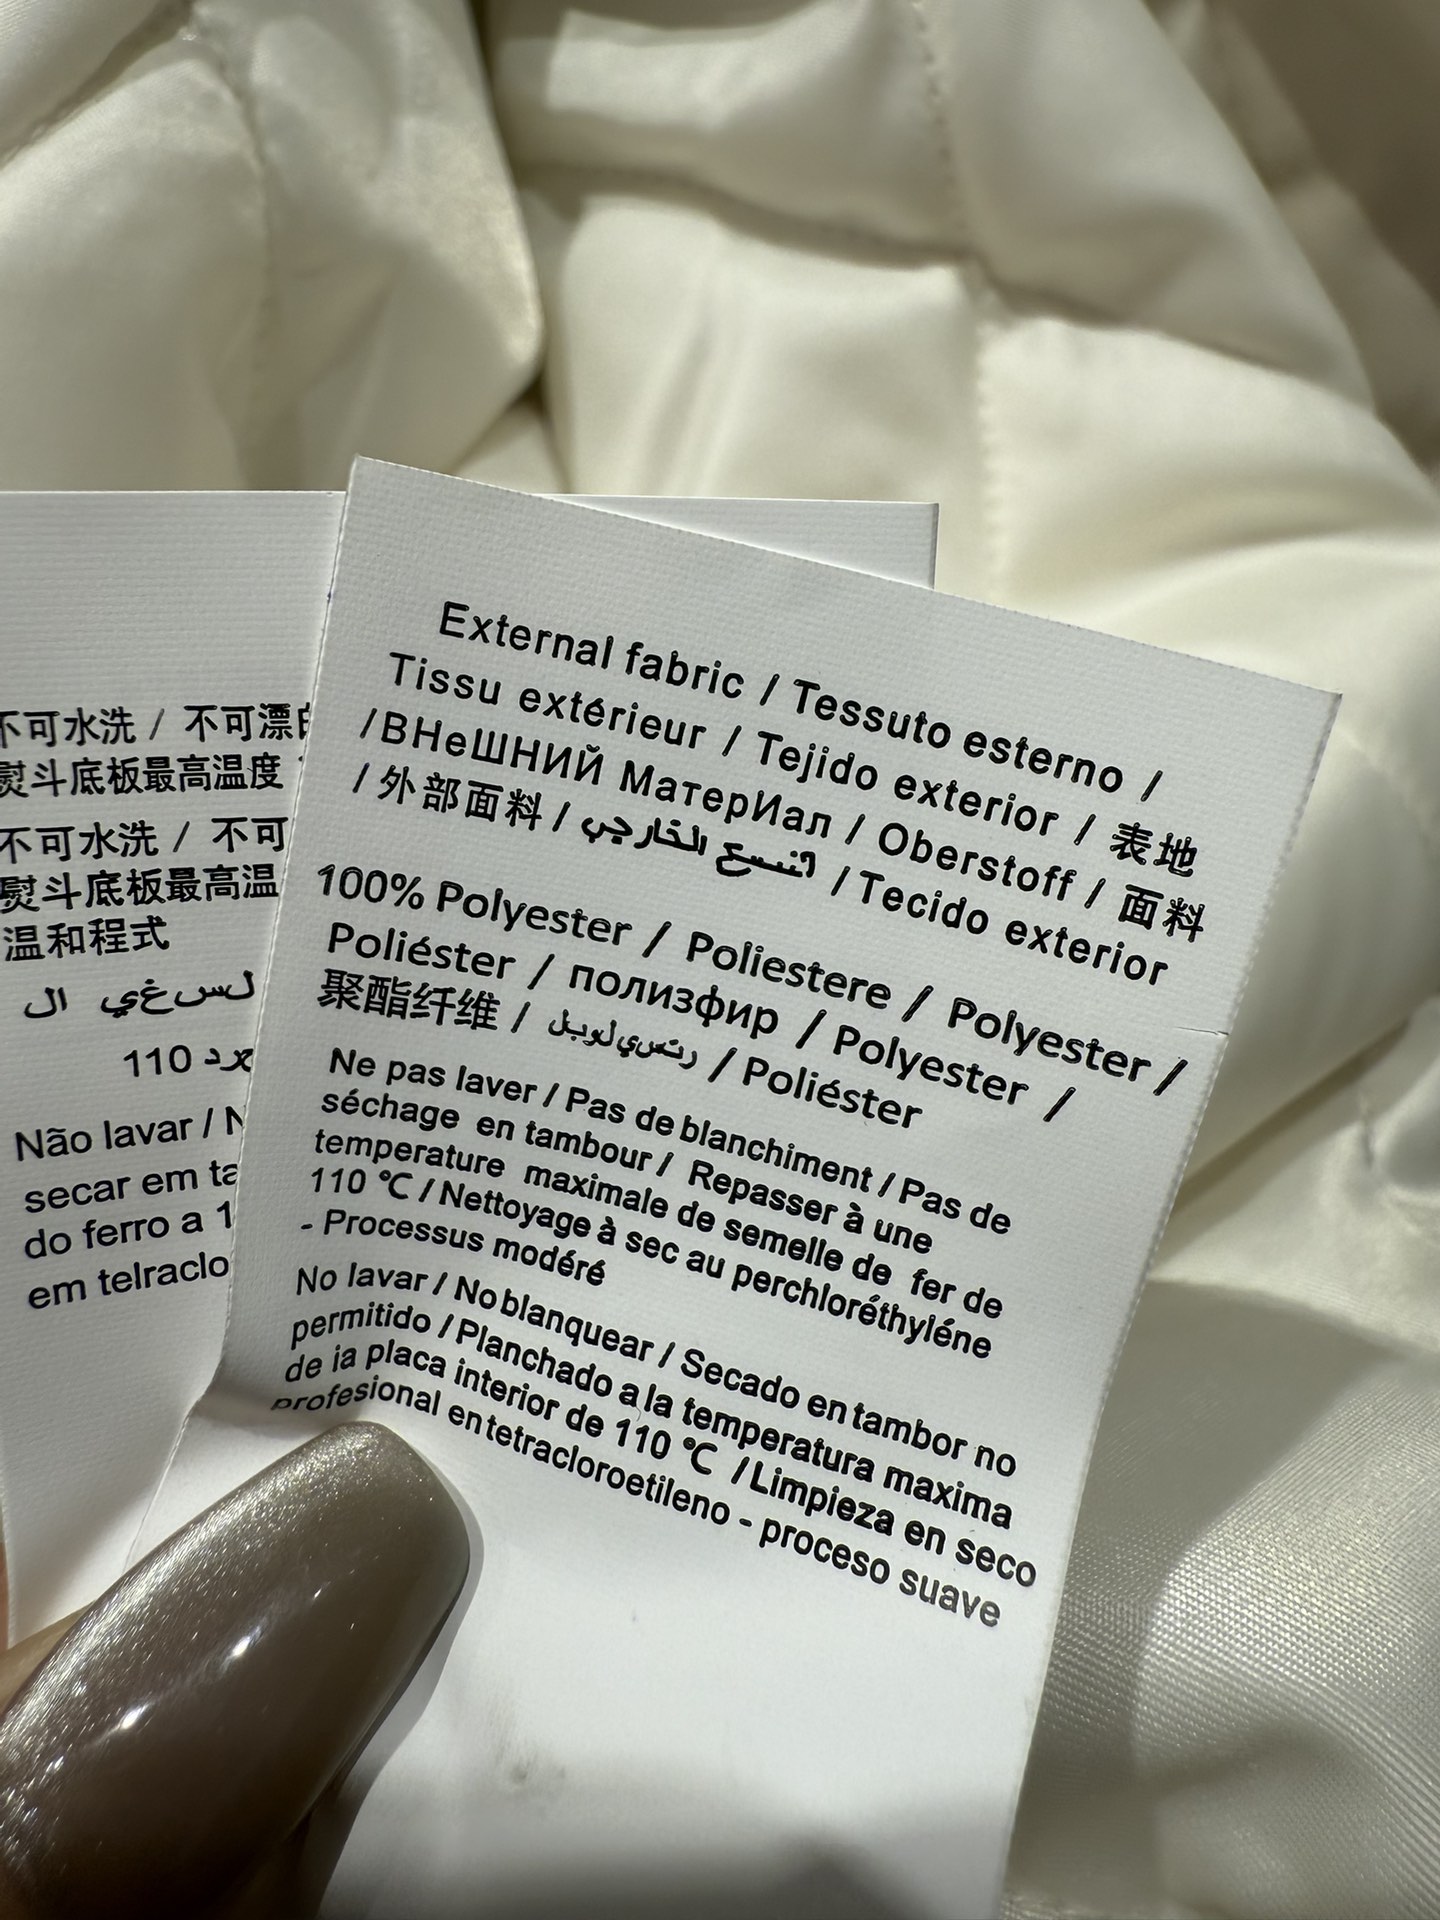 External fabric / Tessuto esterno /
Tissu extérieur / Tejido exterior / 表地
/ВНеШНИЙ МатерИал / Oberstoff / 面料
/ 外部面料 / النسيج الخارجي / Tecido exterior
100% Polyester / Poliestere / Polyester /
Poliéster / полизфир / Polyester /
聚酯纤维 / / Poliéster
Ne pas laver / Pas de blanchiment / Pas de
séchage en tambour / Repasser à une
temperature maximale de semelle de fer de
110 ℃ / Nettoyage à sec au perchloréthyléne
- Processus modéré
No lavar / No blanquear / Secado en tambor no
permitido / Planchado a la temperatura maxima
de ia placa interior de 110 ℃ / Limpieza en seco
profesional en tetracloroetileno - proceso suave
不可水洗 / 不可漂白
熨斗底板最高温度
不可水洗 / 不可
熨斗底板最高温
温和程式
110
Não lavar / N
secar em ta
do ferro a 1
em telraclo